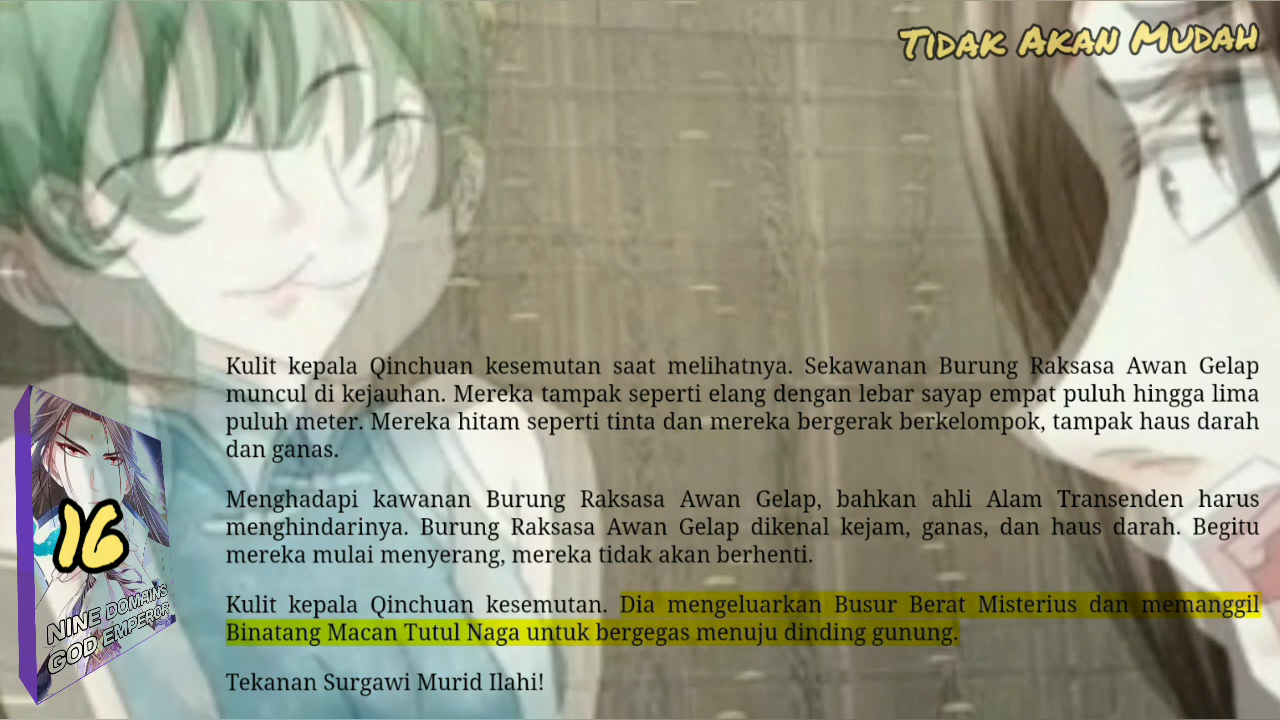 Tidak Akan Mudah
Kulit kepala Qinchuan kesemutan saat melihatnya. Sekawanan Burung Raksasa Awan Gelap
muncul di kejauhan. Mereka tampak seperti elang dengan lebar sayap empat puluh hingga lima
puluh meter. Mereka hitam seperti tinta dan mereka bergerak berkelompok, tampak haus darah
dan ganas.
Menghadapi kawanan Burung Raksasa Awan Gelap, bahkan ahli Alam Transenden harus
menghindarinya. Burung Raksasa Awan Gelap dikenal kejam, ganas, dan haus darah. Begitu
mereka mulai menyerang, mereka tidak akan berhenti.
Kulit kepala Qinchuan kesemutan. Dia mengeluarkan Busur Berat Misterius dan memanggil
Binatang Macan Tutul Naga untuk bergegas menuju dinding gunung.
Tekanan Surgawi Murid Ilahi!
16
NINE DOMAINS
GOD EMPEROR